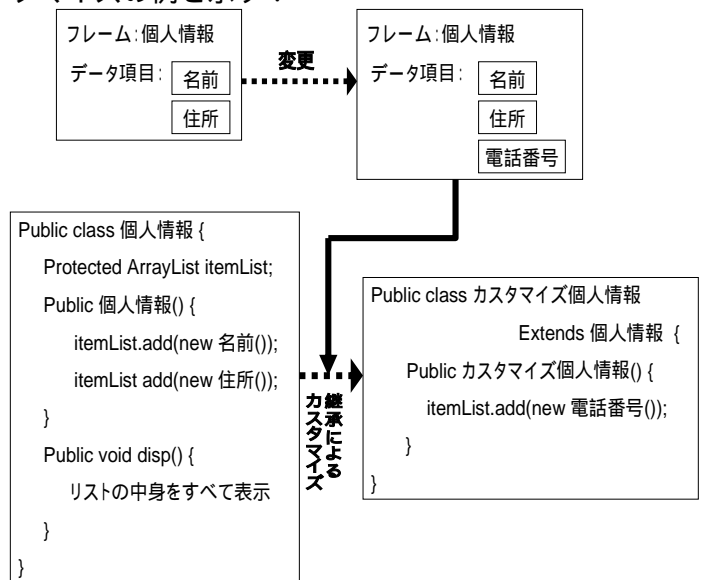 フレーム:個人情報
データ項目: 名前
住所
変更
フレーム:個人情報
データ項目: 名前
住所
電話番号
Public class 個人情報 {
Protected ArrayList itemList;
Public 個人情報() {
itemList.add(new 名前());
itemList add(new 住所());
}
Public void disp() {
リストの中身をすべて表示
}
}
継承による
カスタマイズ
Public class カスタマイズ個人情報
Extends 個人情報 {
Public カスタマイズ個人情報() {
itemList.add(new 電話番号());
}
}